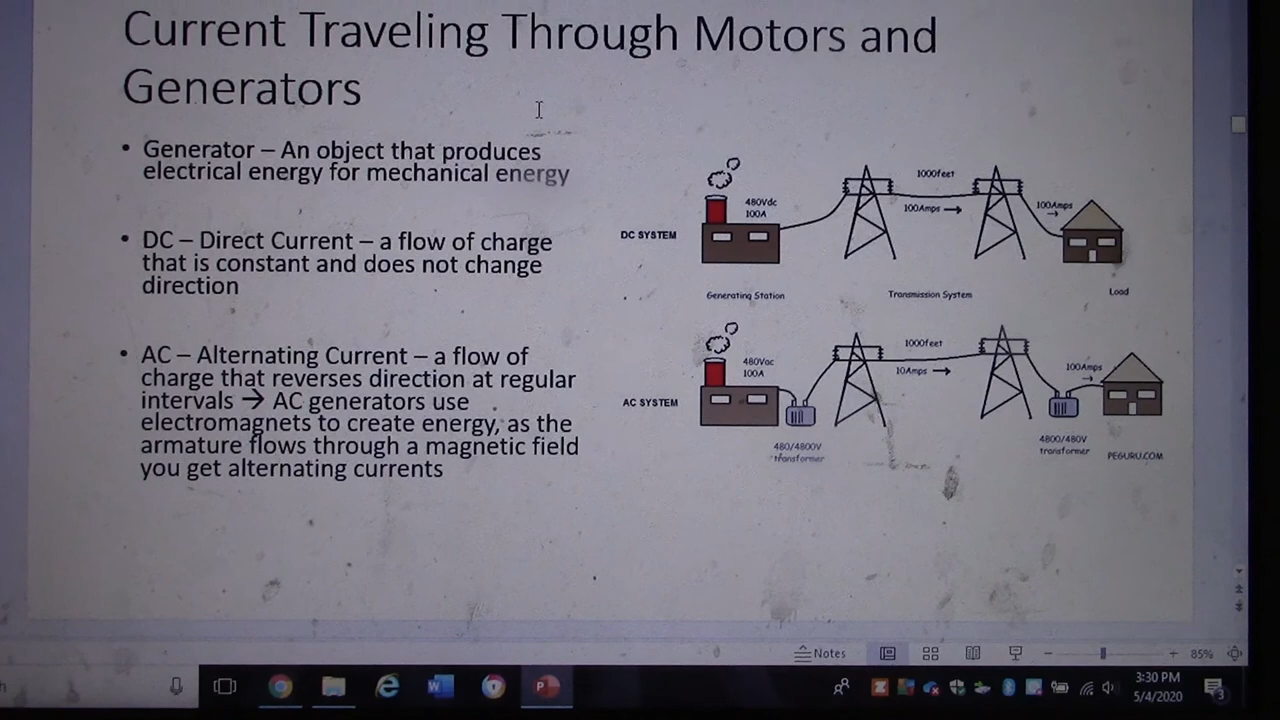 Current Traveling Through Motors and
Generators
• Generator – An object that produces
electrical energy for mechanical energy
• DC – Direct Current – a flow of charge
that is constant and does not change
direction
• AC – Alternating Current – a flow of
charge that reverses direction at regular
intervals → AC generators use
electromagnets to create energy, as the
armature flows through a magnetic field
you get alternating currents
DC SYSTEM
480Vdc
100A
1000feet
100Amps →
100Amps
→
Generating Station
Transmission System
Load
AC SYSTEM
480Vac
100A
1000feet
10Amps →
100Amps
→
480/4800V
transformer
4800/480V
transformer
PEGURU.COM
Notes
85%
h
3:30 PM
5/4/2020
3